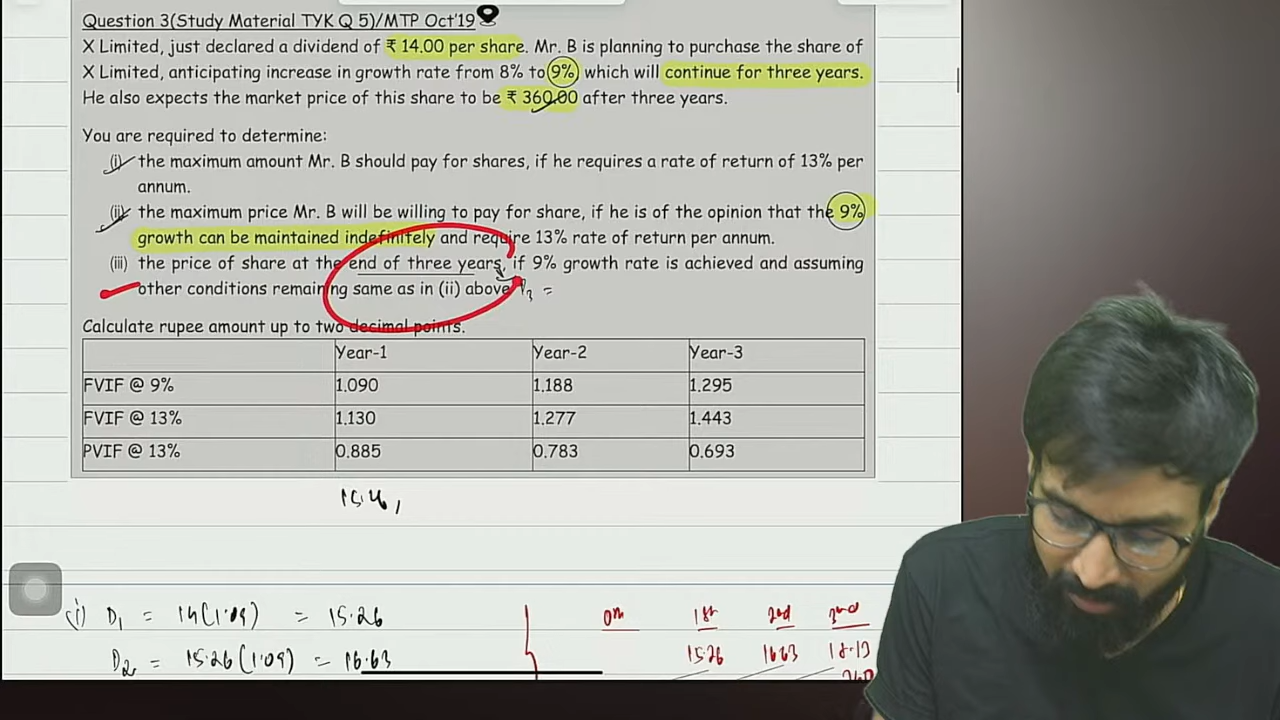 Question 3(Study Material TYK Q 5)/MTP Oct'19
X Limited, just declared a dividend of ₹ 14.00 per share. Mr. B is planning to purchase the share of
X Limited, anticipating increase in growth rate from 8% to 9% which will continue for three years.
He also expects the market price of this share to be ₹ 360.00 after three years.
You are required to determine:
(i) the maximum amount Mr. B should pay for shares, if he requires a rate of return of 13% per
annum.
(ii) the maximum price Mr. B will be willing to pay for share, if he is of the opinion that the 9%
growth can be maintained indefinitely and require 13% rate of return per annum.
(iii) the price of share at the end of three years, if 9% growth rate is achieved and assuming
other conditions remaining same as in (ii) above P3 =
Calculate rupee amount up to two decimal points.
Year-1 Year-2 Year-3
FVIF @ 9% 1.090 1.188 1.295
FVIF @ 13% 1.130 1.277 1.443
PVIF @ 13% 0.885 0.783 0.693
(i) D1 = 14(1.09) = 15.26 0th 1st 2nd 3rd
D2 = 15.26(1.09) = 16.63 15.26 16.63 18.13
360